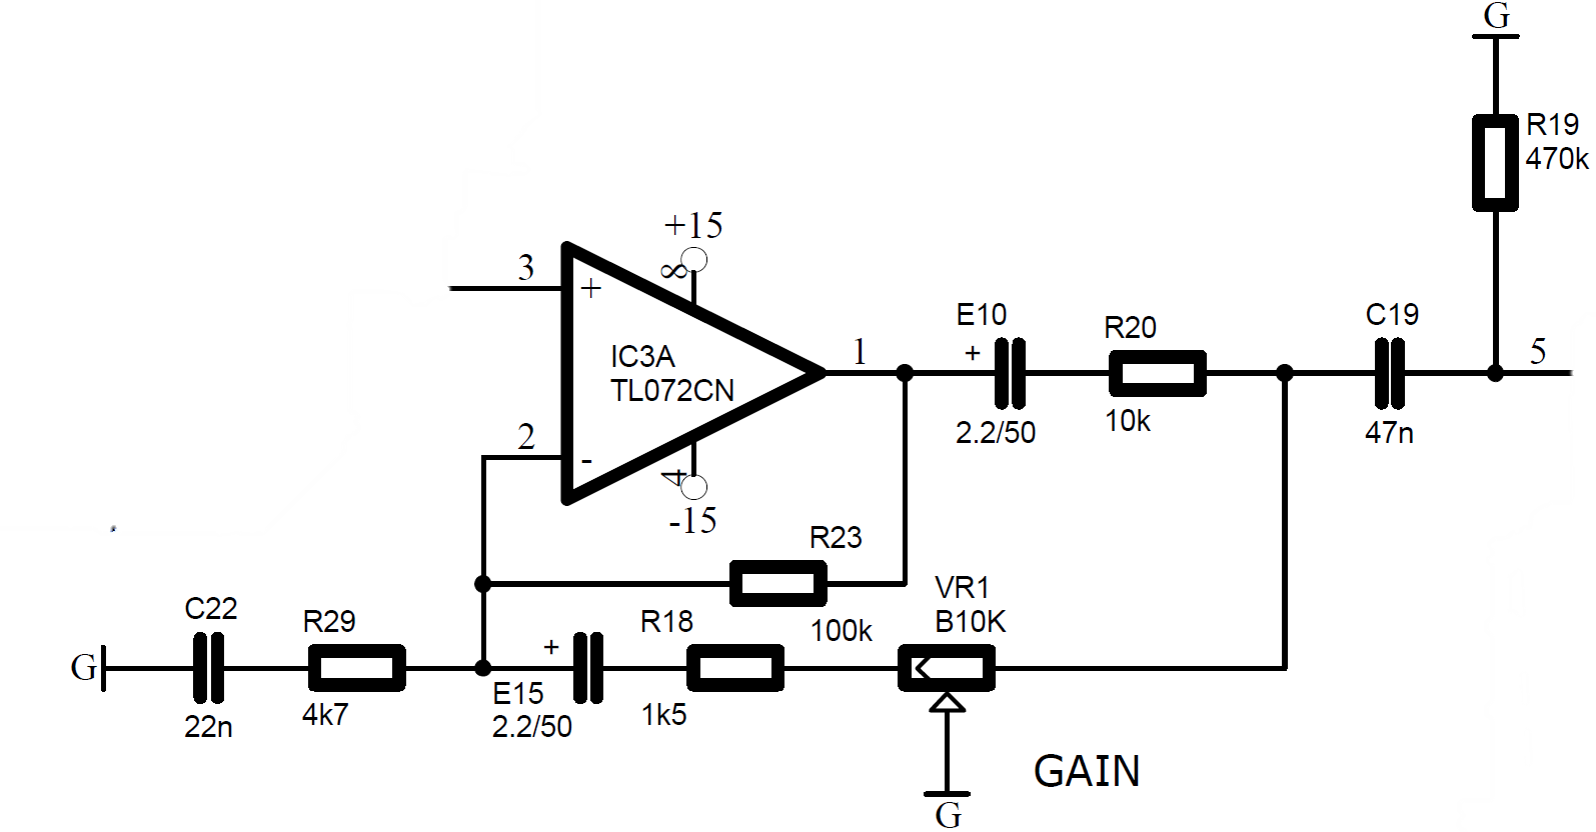 G
R19
470k
+15
8
3
+
IC3A
TL072CN
1
E10
+
2.2/50
R20
10k
C19
47n
5
2
-
4
-15
R23
100k
C22
22n
R29
4k7
G
+
E15
2.2/50
R18
1k5
VR1
B10K
GAIN
G